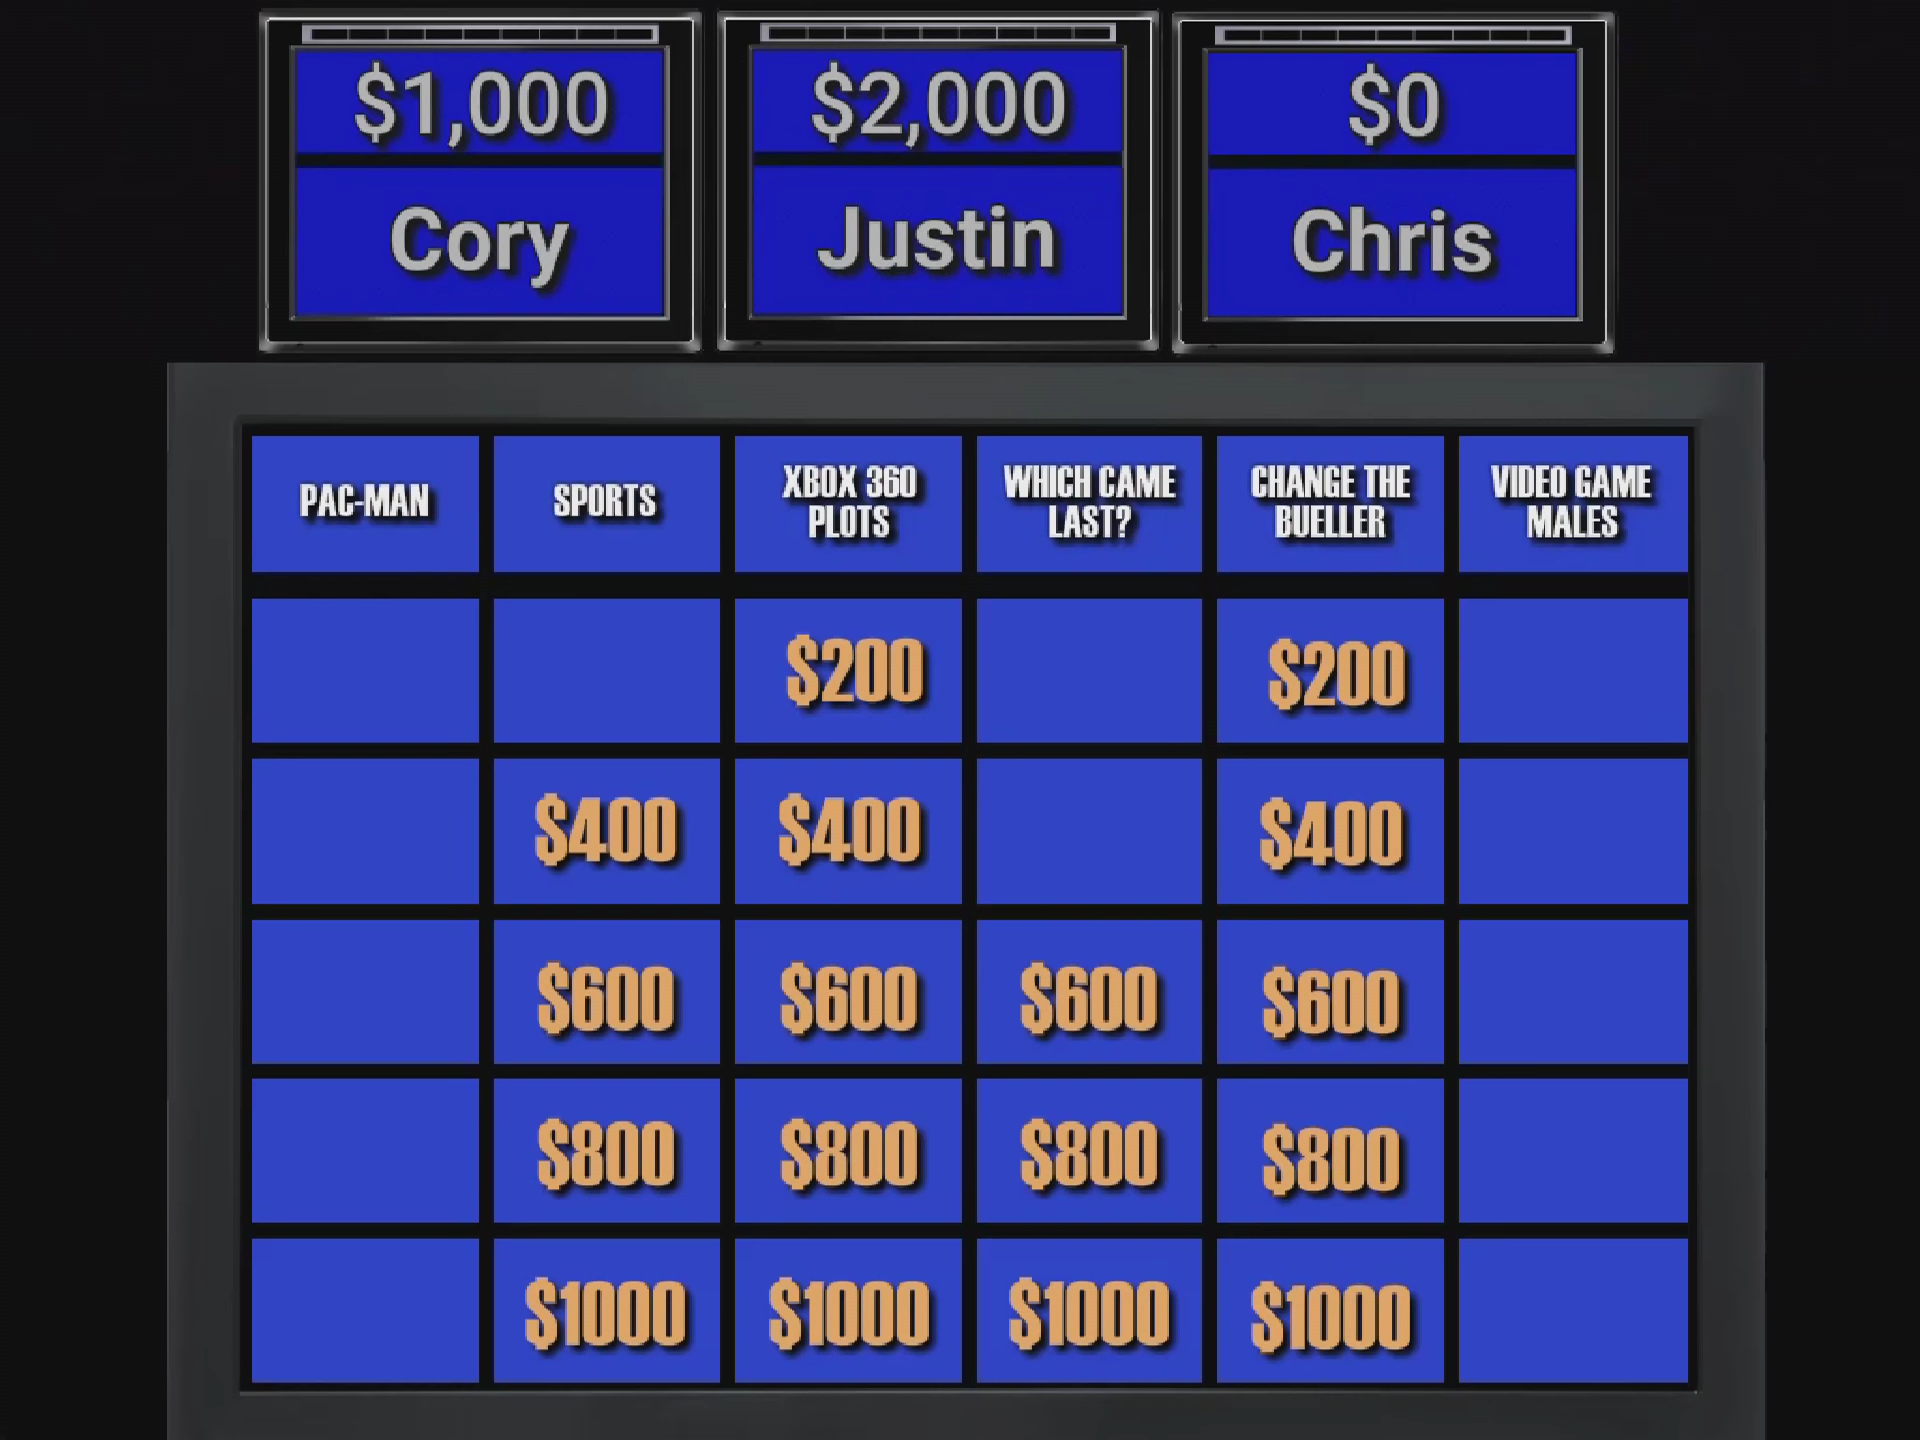 $1,000
$2,000
$0
Cory
Justin
Chris
PAC-MAN
SPORTS
XBOX 360
PLOTS
WHICH CAME
LAST?
CHANGE THE
BUELLER
VIDEO GAME
MALES
$200
$200
$400
$400
$400
$600
$600
$600
$600
$800
$800
$800
$800
$1000
$1000
$1000
$1000